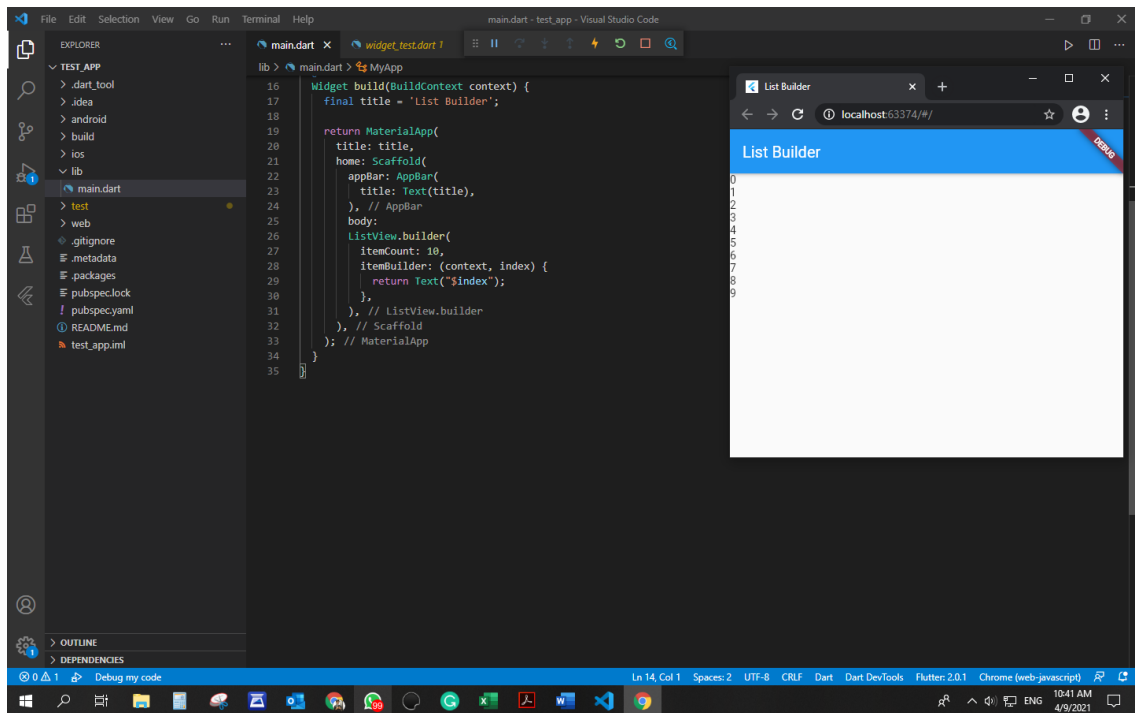 File Edit Selection View Go Run Terminal Help
main.dart - test_app - Visual Studio Code
EXPLORER
TEST_APP
.dart_tool
.idea
android
build
ios
lib
main.dart
test
web
.gitignore
.metadata
.packages
pubspec.lock
pubspec.yaml
README.md
test_app.iml
OUTLINE
DEPENDENCIES
main.dart
widget_test.dart 1
lib > main.dart > MyApp
16 Widget build(BuildContext context) {
17 final title = 'List Builder';
18
19 return MaterialApp(
20 title: title,
21 home: Scaffold(
22 appBar: AppBar(
23 title: Text(title),
24 ), // AppBar
25 body:
26 ListView.builder(
27 itemCount: 10,
28 itemBuilder: (context, index) {
29 return Text("$index");
30 },
31 ), // ListView.builder
32 ), // Scaffold
33 ); // MaterialApp
34 }
35 }
List Builder
localhost:63374/#/
List Builder
DEBUG
0
1
2
3
4
5
6
7
8
9
1
1
0 1 Debug my code
Ln 14, Col 1 Spaces: 2 UTF-8 CRLF Dart Dart DevTools Flutter: 2.0.1 Chrome (web-javascript)
99
ENG
10:41 AM
4/9/2021